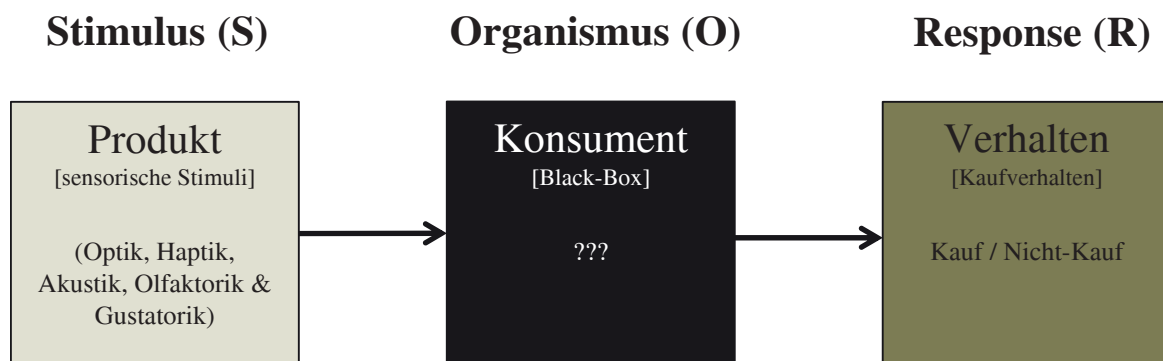 Stimulus (S)
Organismus (O)
Response (R)
Produkt
[sensorische Stimuli]
(Optik, Haptik,
Akustik, Olfaktorik &
Gustatorik)
Konsument
[Black-Box]
???
Verhalten
[Kaufverhalten]
Kauf / Nicht-Kauf